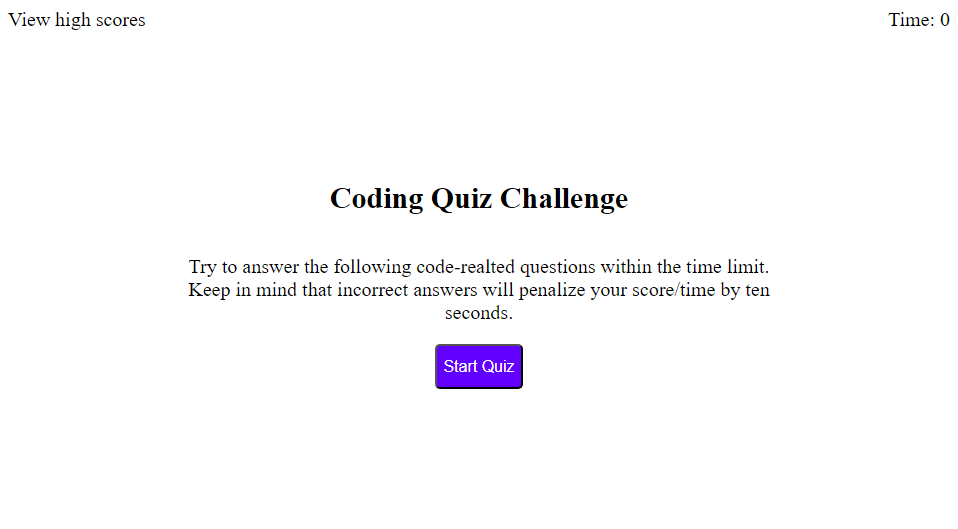 View high scores
Time: 0
Coding Quiz Challenge
Try to answer the following code-realted questions within the time limit.
Keep in mind that incorrect answers will penalize your score/time by ten
seconds.
Start Quiz